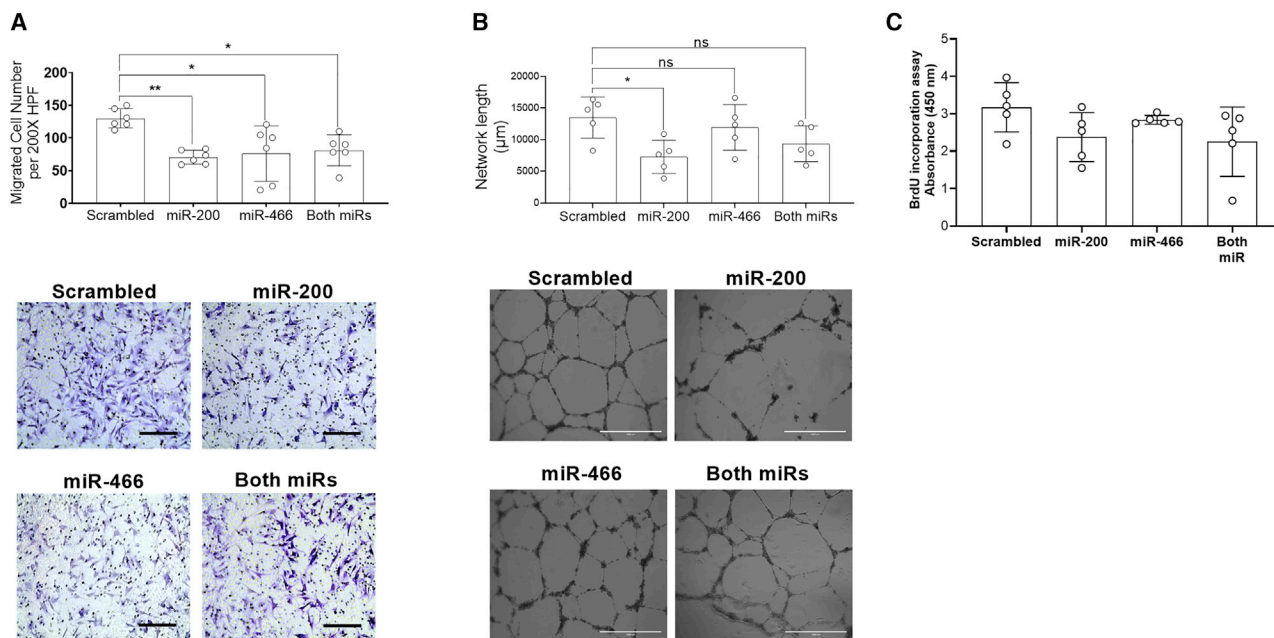 A
Migrated Cell Number
per 200X HPF
200
150
100
50
0
*
*
**
Scrambled
miR-200
miR-466
Both miRs
Scrambled
miR-200
miR-466
Both miRs
B
Network length
(μm)
20000
15000
10000
5000
0
ns
ns
*
Scrambled
miR-200
miR-466
Both miRs
Scrambled
miR-200
miR-466
Both miRs
C
BrdU incorporation assay
Absorbance (450 nm)
5
4
3
2
1
0
Scrambled
miR-200
miR-466
Both
miR